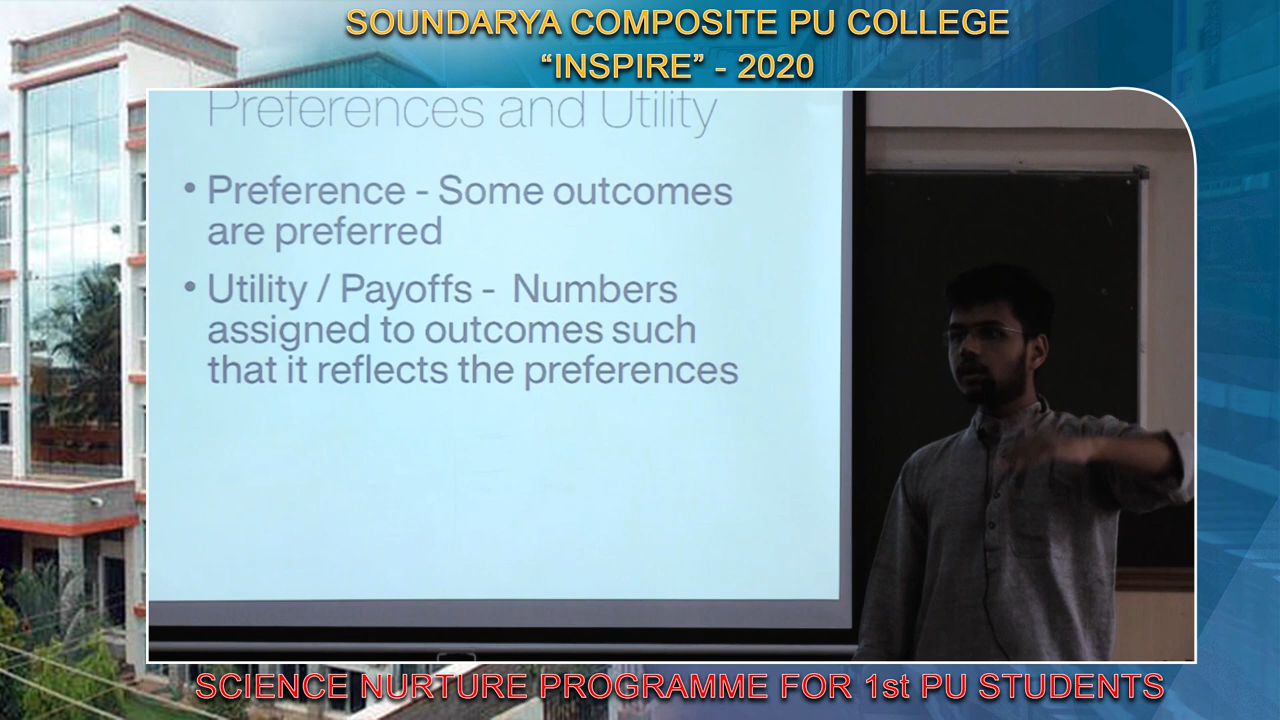 SOUNDARYA COMPOSITE PU COLLEGE
“INSPIRE” - 2020
Preferences and Utility
• Preference - Some outcomes
are preferred
• Utility / Payoffs - Numbers
assigned to outcomes such
that it reflects the preferences
SCIENCE NURTURE PROGRAMME FOR 1st PU STUDENTS